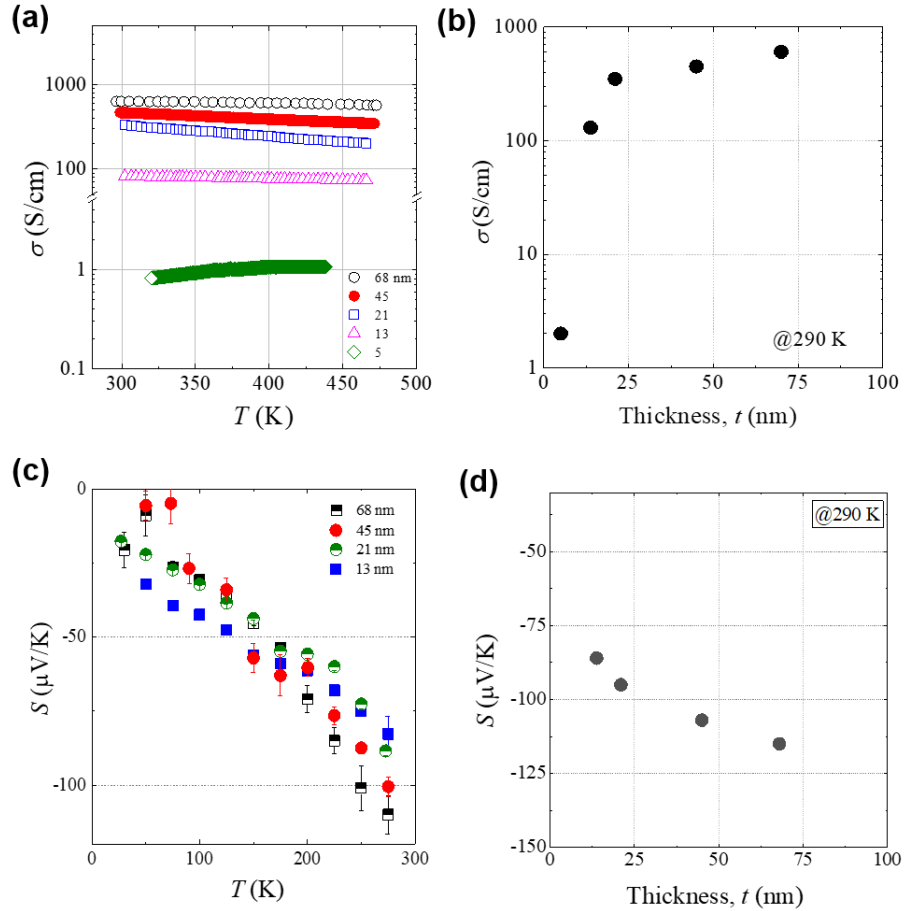 (a)
1000
100
1
0.1
σ (S/cm)
300
350
400
450
500
T (K)
68 nm
45
21
13
5
(b)
1000
100
10
1
σ (S/cm)
0
25
50
75
100
Thickness, t (nm)
@290 K
(c)
0
-50
-100
S (μV/K)
0
100
200
300
T (K)
68 nm
45 nm
21 nm
13 nm
(d)
-50
-75
-100
-125
-150
S (μV/K)
0
25
50
75
100
Thickness, t (nm)
@290 K